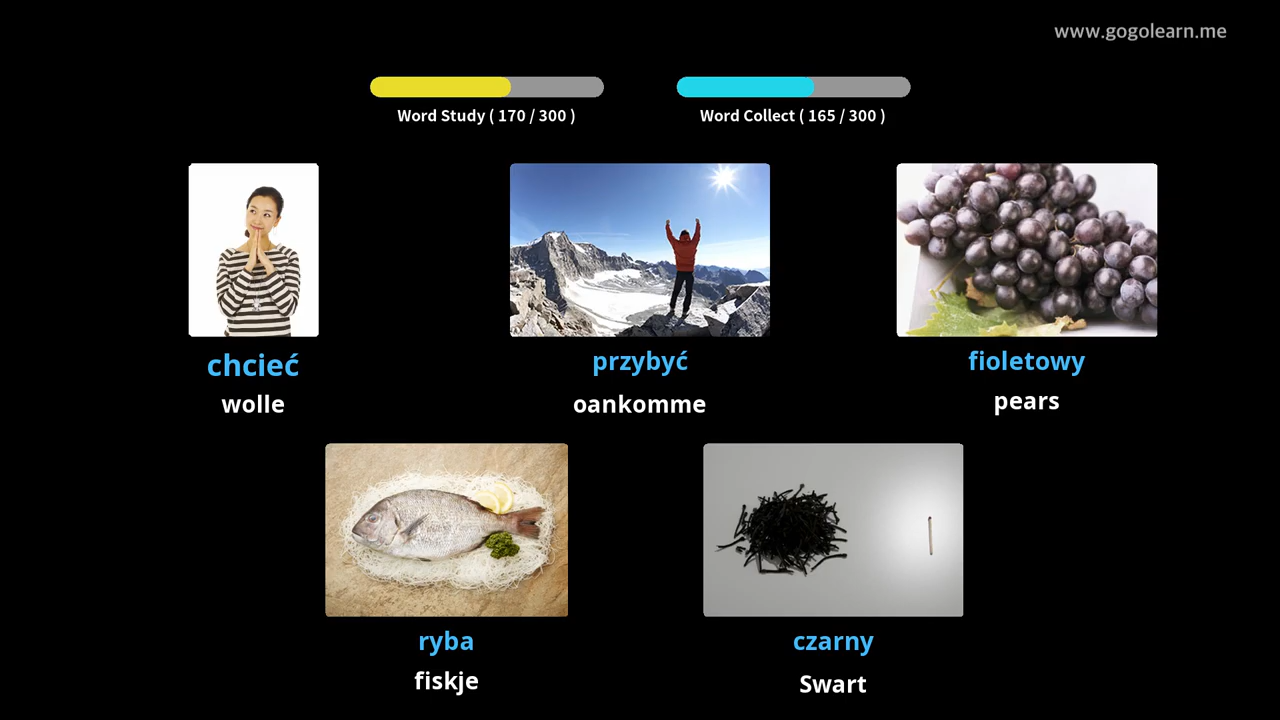 www.gogolearn.me
Word Study ( 170 / 300 )
Word Collect ( 165 / 300 )
chcieć
wolle
przybyć
oankomme
fioletowy
pears
ryba
fiskje
czarny
Swart